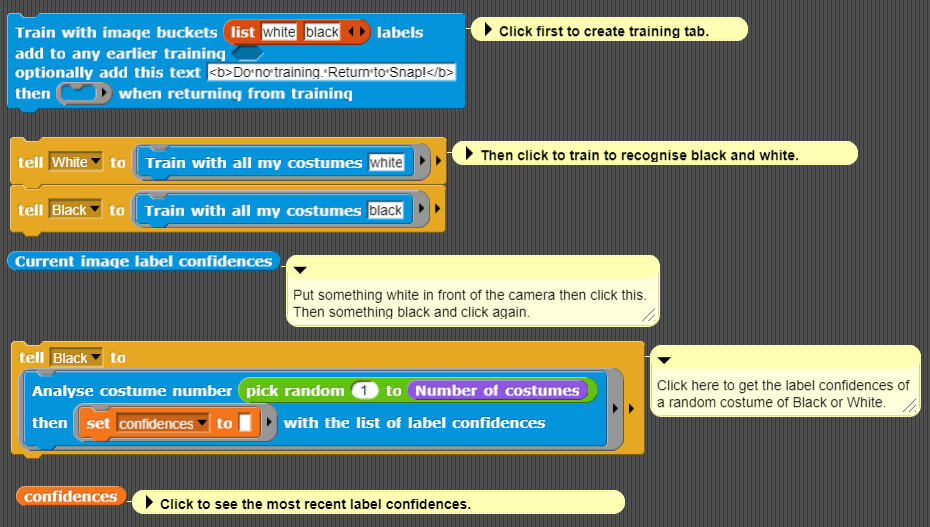 Train with image buckets list white black labels
add to any earlier training
optionally add this text <b>Do no training. Return to Snap!</b>
then when returning from training
Click first to create training tab.
tell White to Train with all my costumes white
Then click to train to recognise black and white.
tell Black to Train with all my costumes black
Current image label confidences
Put something white in front of the camera then click this.
Then something black and click again.
tell Black to
Analyse costume number pick random 1 to Number of costumes
then set confidences to with the list of label confidences
Click here to get the label confidences of
a random costume of Black or White.
confidences
Click to see the most recent label confidences.